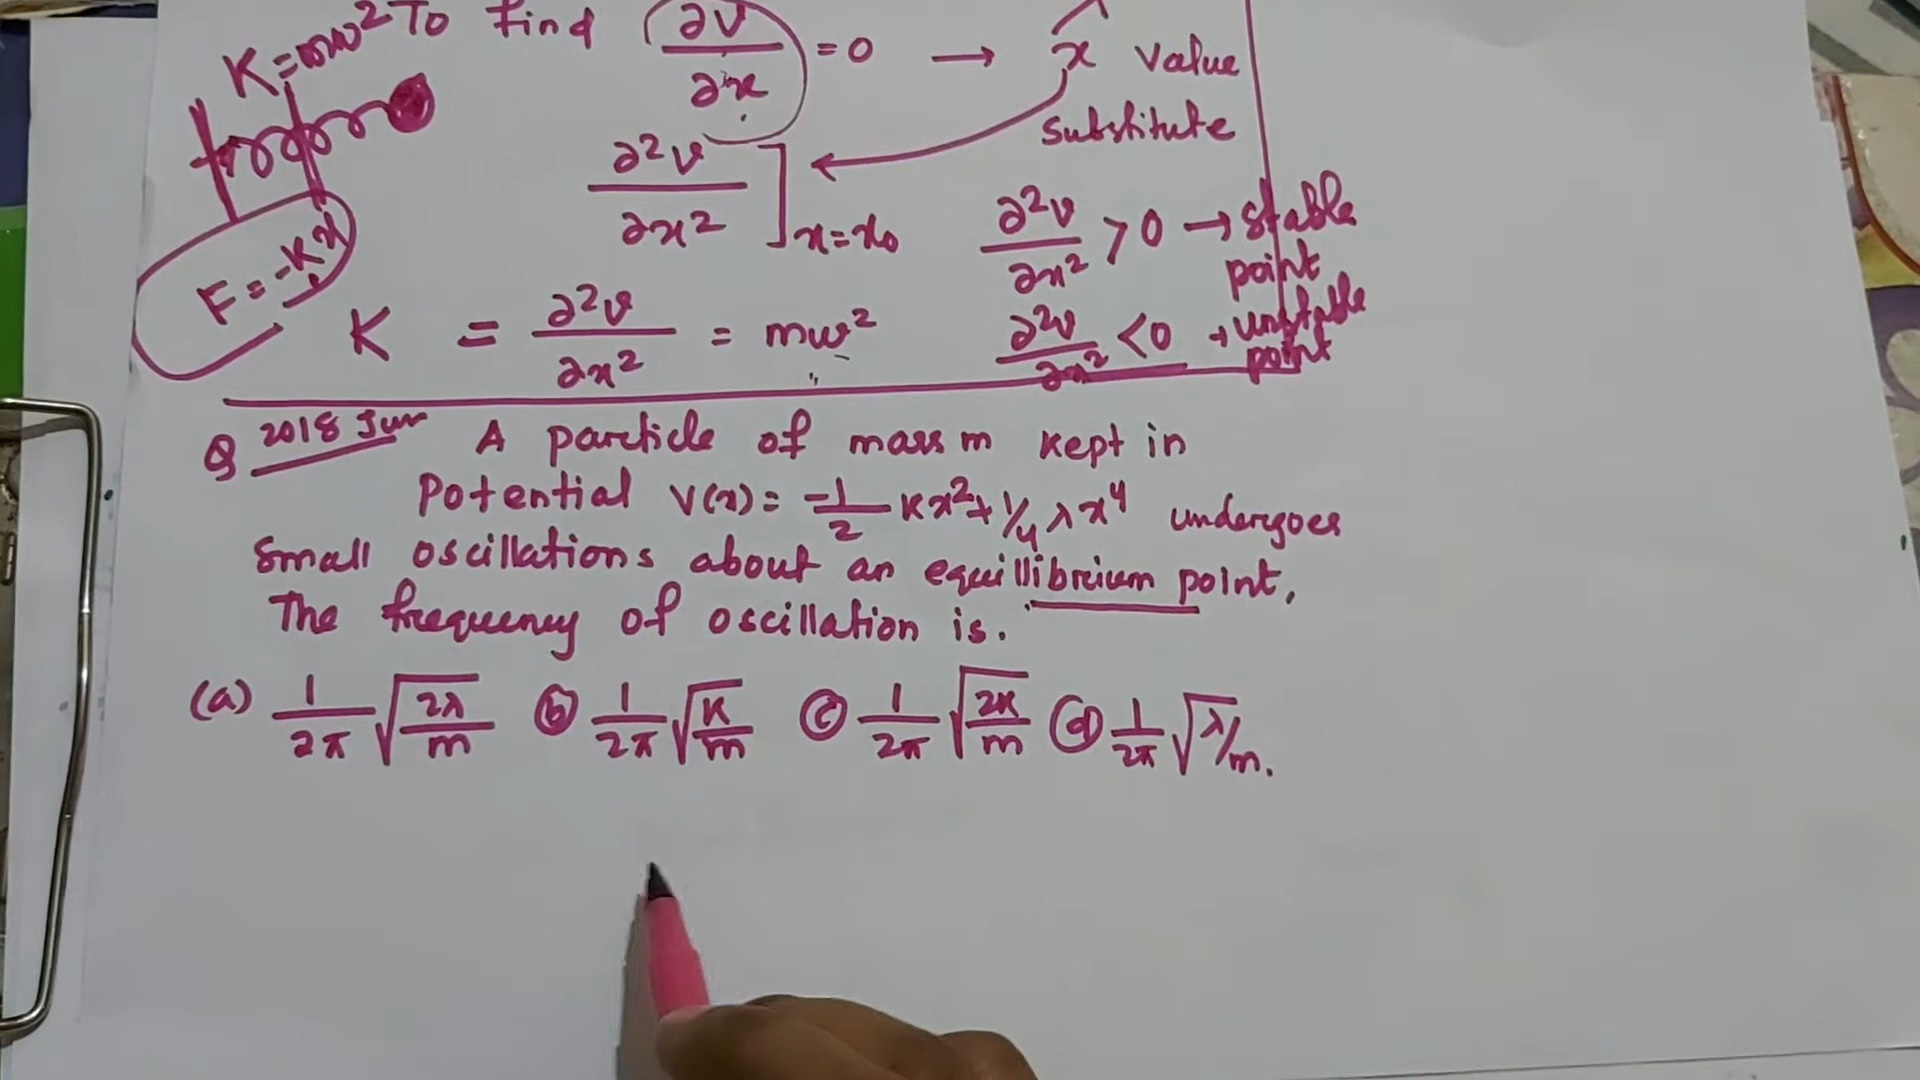 K=mω² To find ∂V/∂x =0 → x value
substitute
∂²v/∂x² ]x=x₀ ∂²v/∂x² >0 → stable point
F=-Kx
K = ∂²v/∂x² = mω² ∂²v/∂x² <0 → unstable point
Q 2018 Jun A particle of mass m kept in
potential V(x)= -1/2 Kx²+1/4 λx⁴ undergoes
Small oscillations about an equillibrium point,
The frequency of oscillation is.
(a) 1/2π √(2λ/m) (b) 1/2π √(K/m) (c) 1/2π √(2K/m) (d) 1/2π √(λ/m).